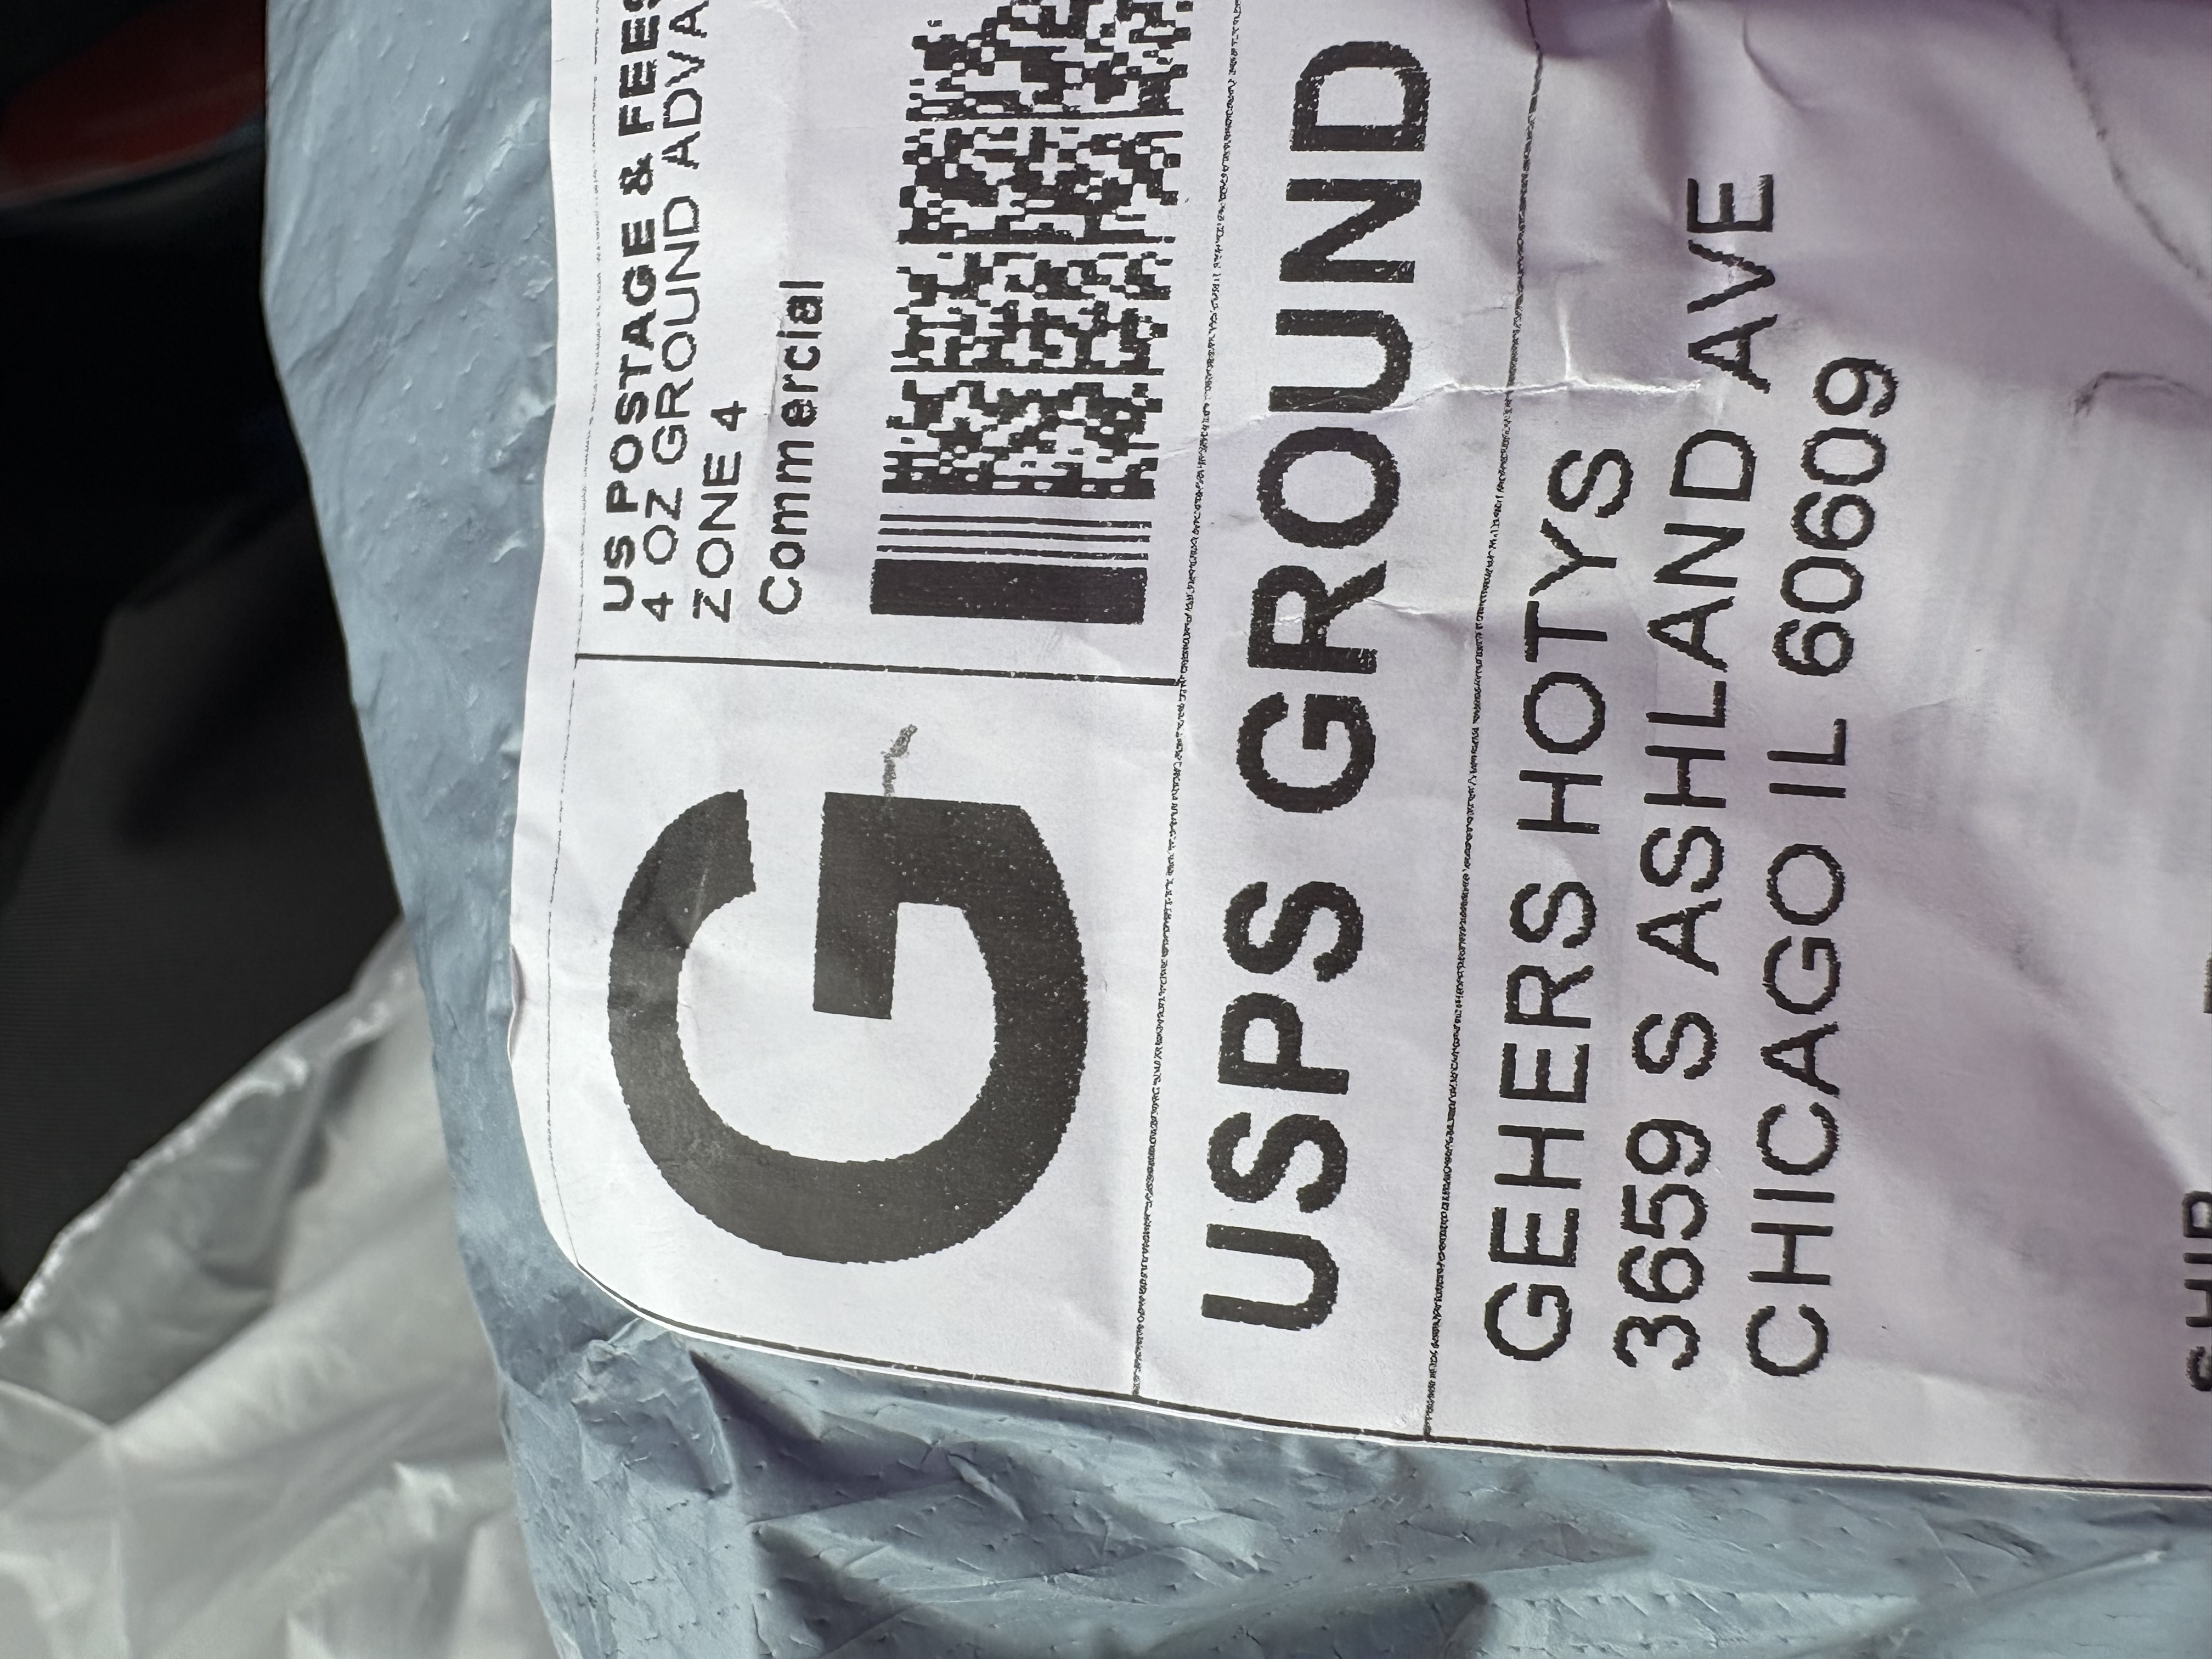 G
US POSTAGE & FEES
4 OZ GROUND ADVA
ZONE 4
Commercial
USPS GROUND
GEHERS HOTYS
3659 S ASHLAND AVE
CHICAGO IL 60609
SHIP